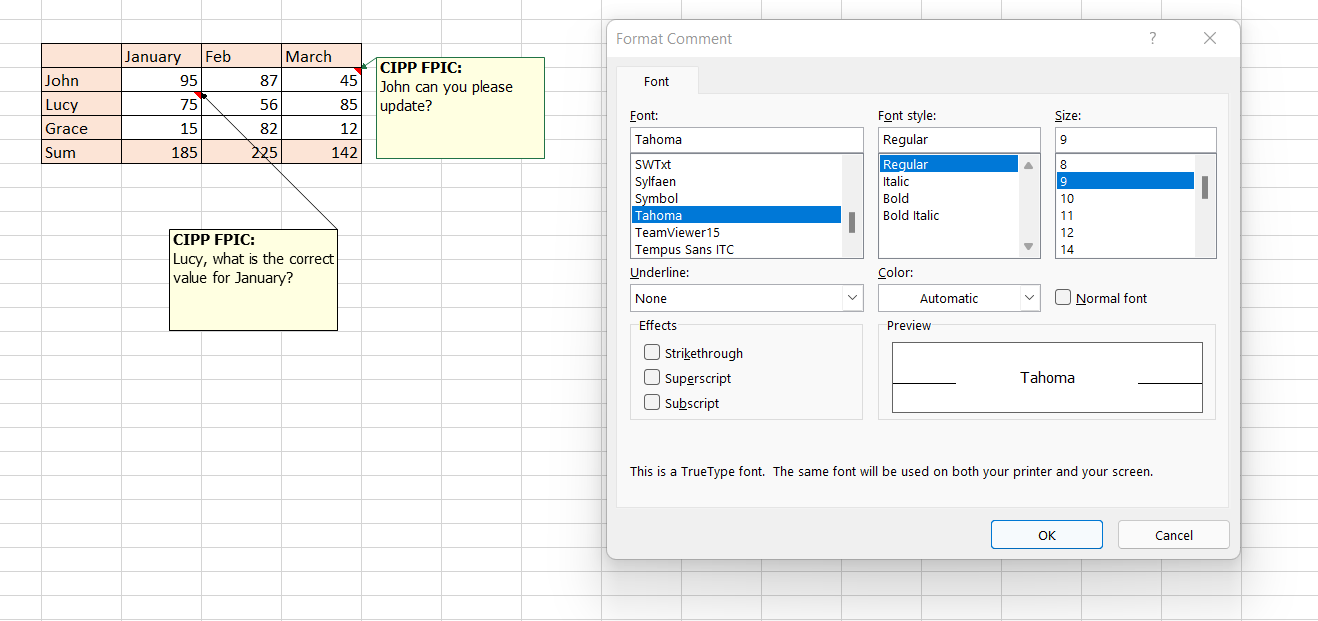 January Feb March
John 95 87 45
Lucy 75 56 85
Grace 15 82 12
Sum 185 225 142
CIPP FPIC:
John can you please
update?
CIPP FPIC:
Lucy, what is the correct
value for January?
Format Comment ?
Font
Font: Font style: Size:
Tahoma Regular 9
SWTxt Regular 8
Sylfaen Italic 9
Symbol Bold 10
Tahoma Bold Italic 11
TeamViewer15 12
Tempus Sans ITC 14
Underline: Color:
None Automatic Normal font
Effects Preview
Strikethrough
Superscript Tahoma
Subscript
This is a TrueType font.  The same font will be used on both your printer and your screen.
OK Cancel